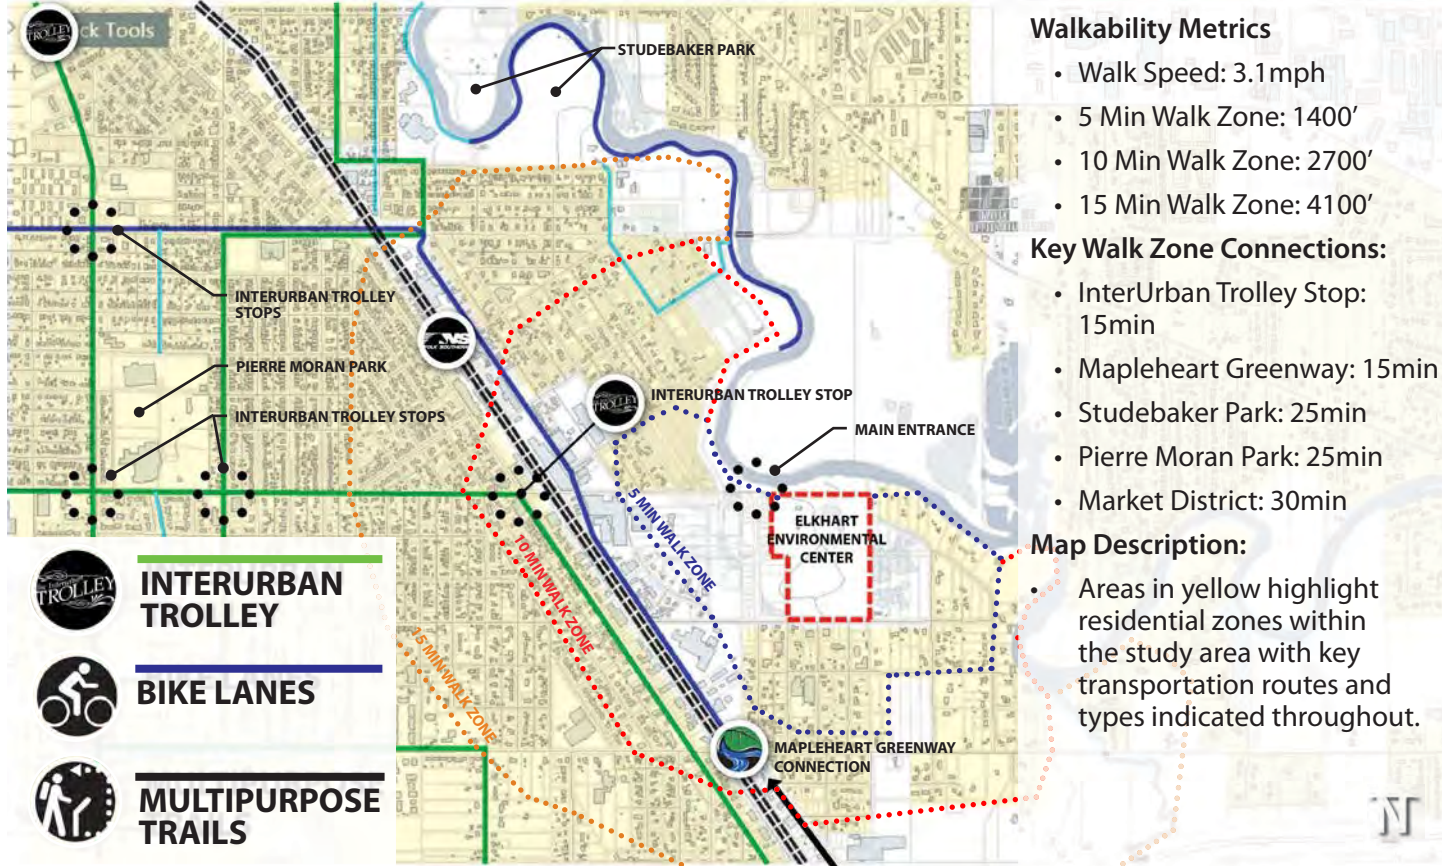 TROLLEY
ck Tools
STUDEBAKER PARK
INTERURBAN TROLLEY
STOPS
PIERRE MORAN PARK
INTERURBAN TROLLEY STOPS
NS
TROLLEY
INTERURBAN TROLLEY STOP
MAIN ENTRANCE
ELKHART
ENVIRONMENTAL
CENTER
5 MIN WALK ZONE
10 MIN WALK ZONE
15 MIN WALK ZONE
MAPLEHEART GREENWAY
CONNECTION
TROLLEY
INTERURBAN
TROLLEY
BIKE LANES
MULTIPURPOSE
TRAILS
Walkability Metrics
• Walk Speed: 3.1mph
• 5 Min Walk Zone: 1400’
• 10 Min Walk Zone: 2700’
• 15 Min Walk Zone: 4100’
Key Walk Zone Connections:
• InterUrban Trolley Stop:
15min
• Mapleheart Greenway: 15min
• Studebaker Park: 25min
• Pierre Moran Park: 25min
• Market District: 30min
Map Description:
• Areas in yellow highlight
residential zones within
the study area with key
transportation routes and
types indicated throughout.
N